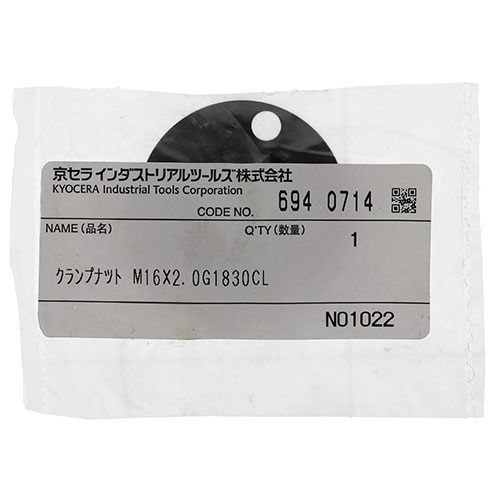 京セラインダストリアルツールズ株式会社
KYOCERA Industrial Tools Corporation
CODE NO. 694 0714
NAME (品名) Q'TY (数量) 1
クランプナット M16X2. 0G1830CL
N01022